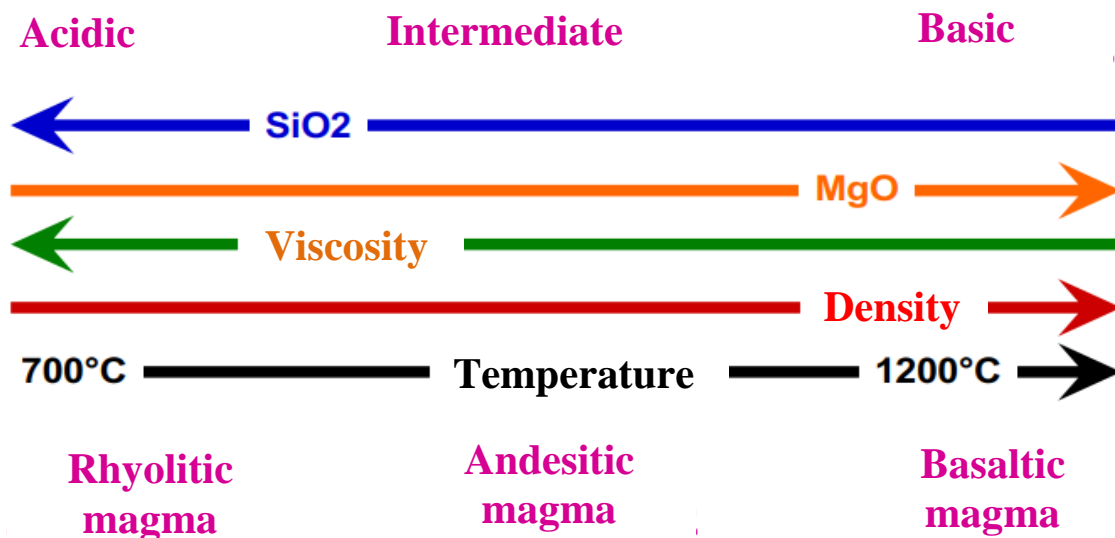 Acidic Intermediate Basic
SiO2
MgO
Viscosity
Density
700°C Temperature 1200°C
Rhyolitic magma
Andesitic magma
Basaltic magma